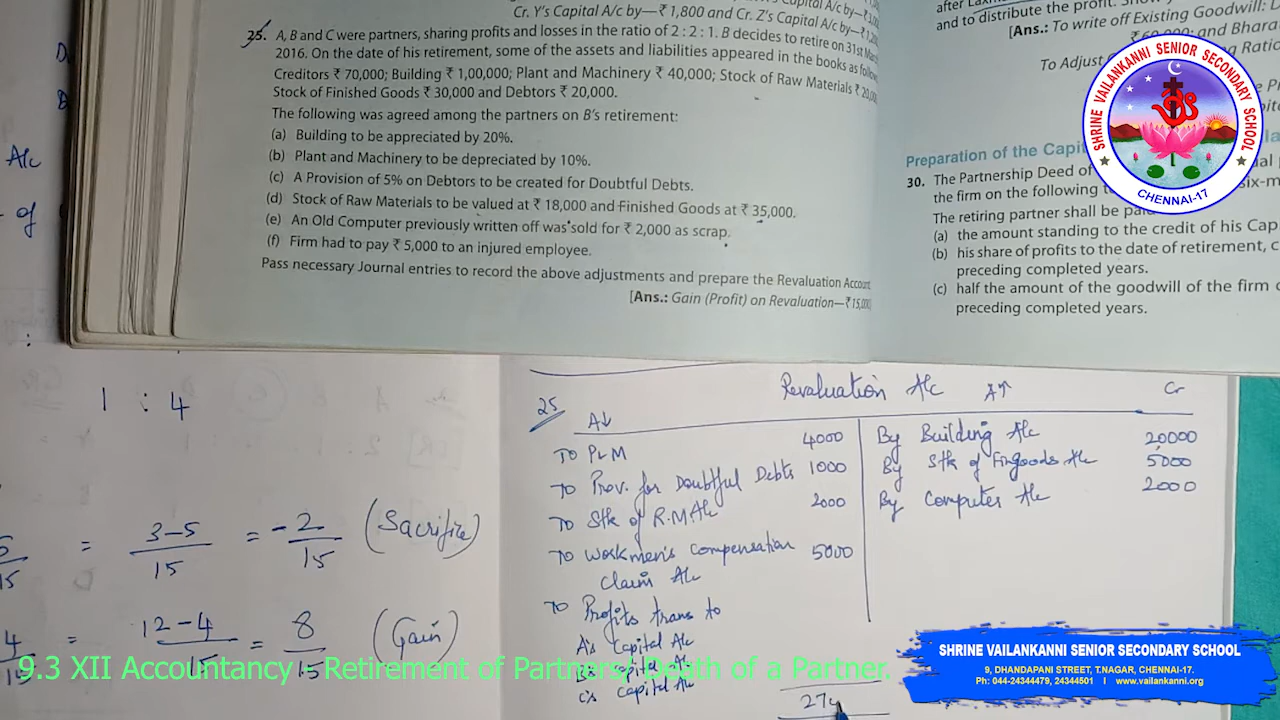 Cr. Y's Capital A/c by—₹ 1,800 and Cr. Z's Capital A/c by—₹ 1,200
25. A, B and C were partners, sharing profits and losses in the ratio of 2 : 2 : 1. B decides to retire on 31st March
2016. On the date of his retirement, some of the assets and liabilities appeared in the books as follows
Creditors ₹ 70,000; Building ₹ 1,00,000; Plant and Machinery ₹ 40,000; Stock of Raw Materials ₹ 20,000
Stock of Finished Goods ₹ 30,000 and Debtors ₹ 20,000.
The following was agreed among the partners on B's retirement:
(a) Building to be appreciated by 20%.
(b) Plant and Machinery to be depreciated by 10%.
(c) A Provision of 5% on Debtors to be created for Doubtful Debts.
(d) Stock of Raw Materials to be valued at ₹ 18,000 and Finished Goods at ₹ 35,000.
(e) An Old Computer previously written off was sold for ₹ 2,000 as scrap.
(f) Firm had to pay ₹ 5,000 to an injured employee.
Pass necessary Journal entries to record the above adjustments and prepare the Revaluation Account
[Ans.: Gain (Profit) on Revaluation—₹ 15,000
and to distribute the profit.
[Ans.: To write off Existing Goodwill:
and Bhara
To Adjust
Ratio
Preparation of the Capi
30. The Partnership Deed of
the firm on the following
six-m
The retiring partner shall be paid
(a) the amount standing to the credit of his Cap
(b) his share of profits to the date of retirement, c
preceding completed years.
(c) half the amount of the goodwill of the firm c
preceding completed years.
SHRINE VAILANKANNI SENIOR SECONDARY SCHOOL
CHENNAI-17
A/c
of
1 : 4
= 3-5/15 = -2/15 (Sacrifice)
= 12-4/15 = 8/15 (Gain)
25 Revaluation A/c Cr
A↓ A↑
To P&M 4000 By Building A/c 20000
To Prov. for Doubtful Debts 1000 By Stk of Fin goods A/c 5000
To Stk of R.M A/c 2000 By Computer A/c 2000
To Workmen's Compensation 5000
Claim A/c
To Profits trans to
A's Capital A/c
B's Capital A/c
C's Capital A/c
9.3 XII Accountancy - Retirement of Partners/ Death of a Partner.
SHRINE VAILANKANNI SENIOR SECONDARY SCHOOL
9, DHANDAPANI STREET, T.NAGAR, CHENNAI-17.
Ph: 044-24344479, 24344501 I www.vailankanni.org